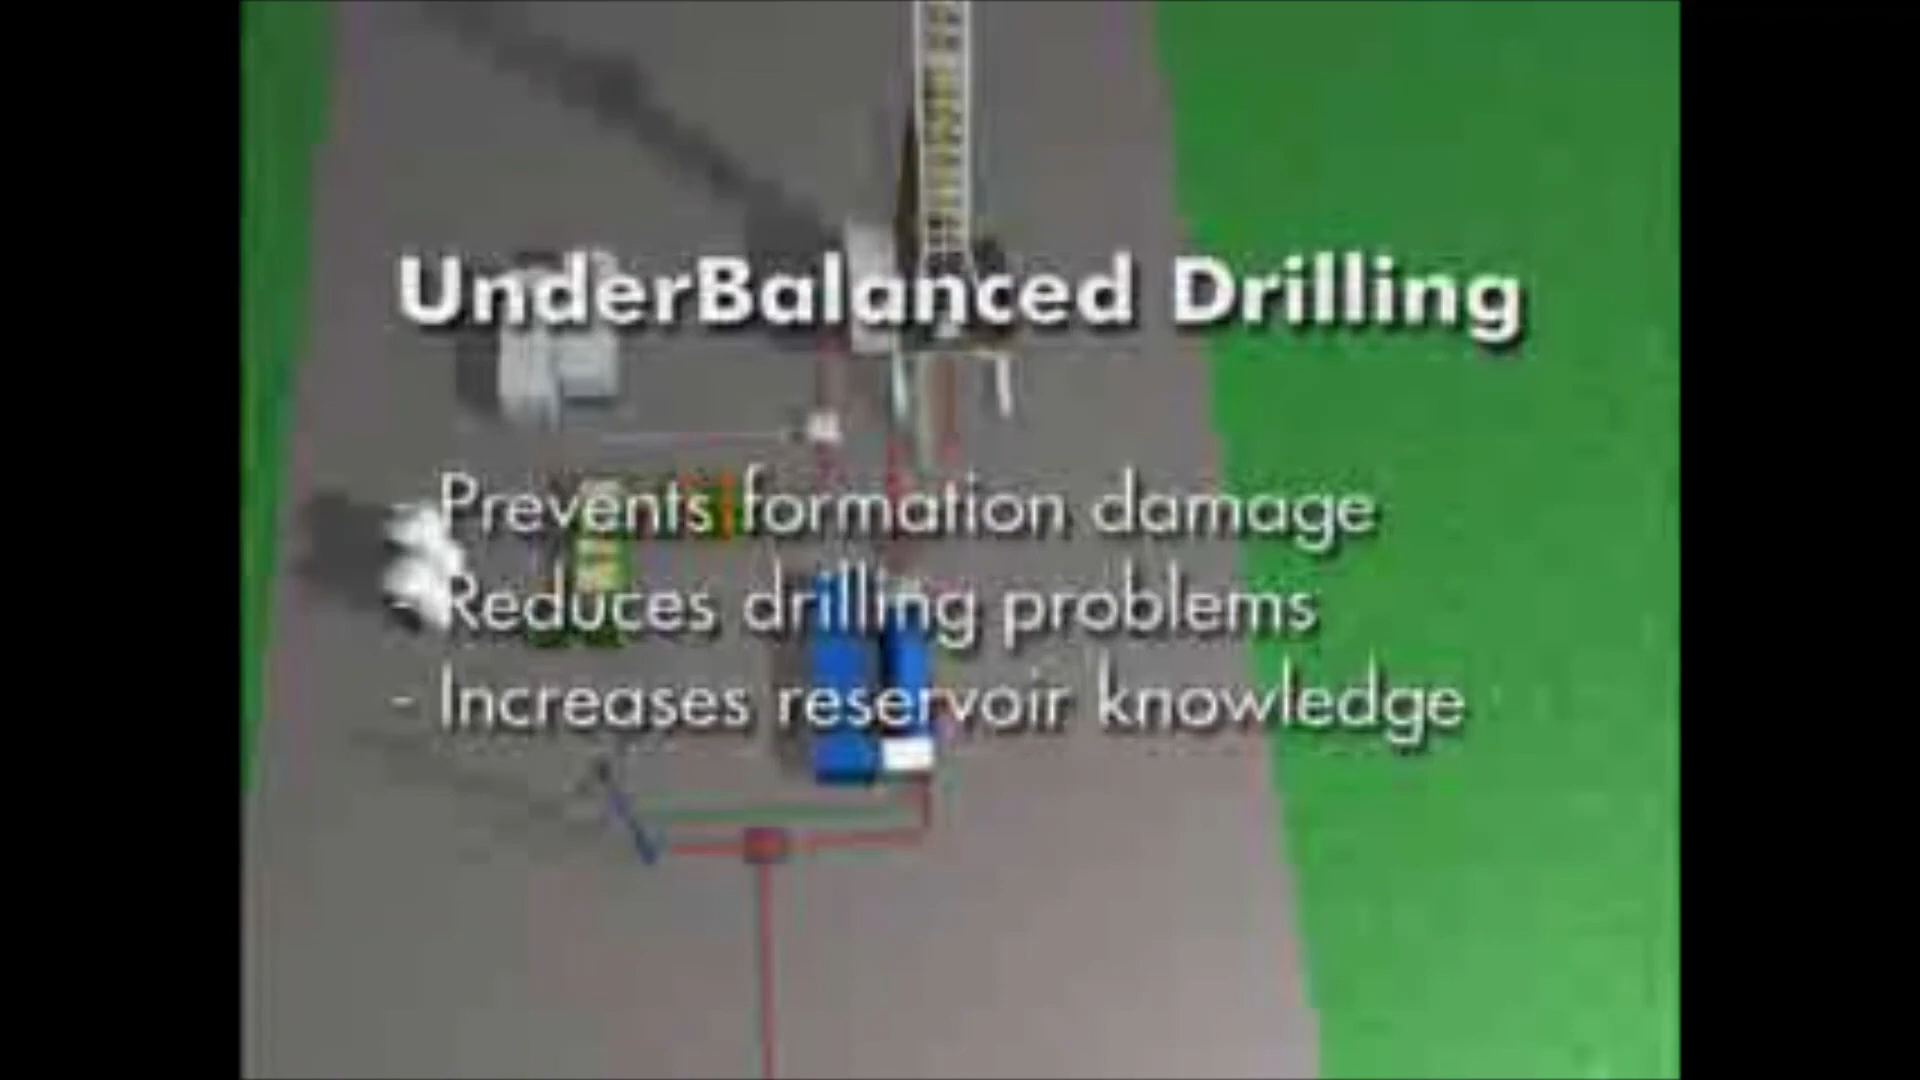 UnderBalanced Drilling
- Prevents formation damage
- Reduces drilling problems
- Increases reservoir knowledge